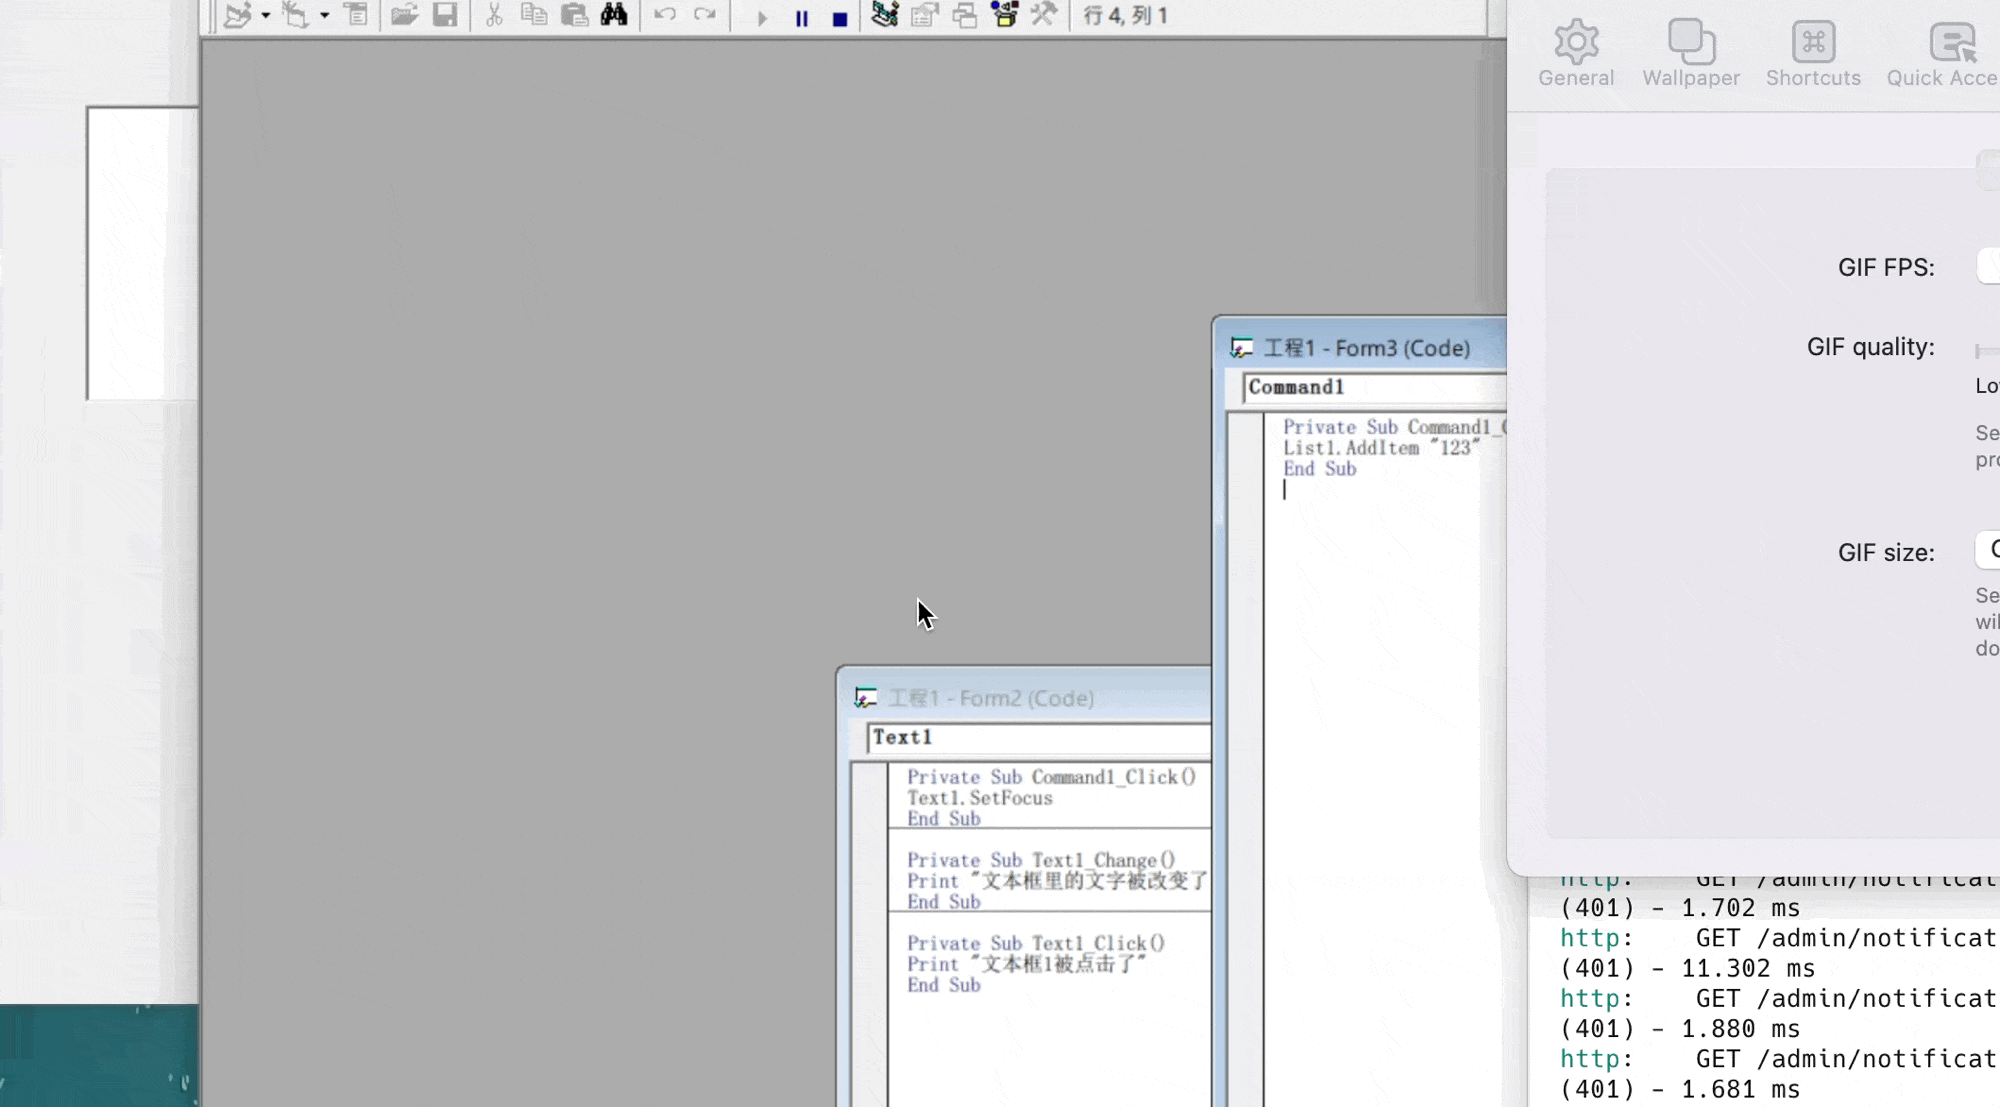 行 4, 列 1
General Wallpaper Shortcuts Quick Acce
GIF FPS:
GIF quality:
Lo
Se
pro
GIF size:
Se
wil
do
工程1 - Form3 (Code)
Command1
Private Sub Command1_C
List1.AddItem "123"
End Sub
工程1 - Form2 (Code)
Text1
Private Sub Command1_Click()
Text1.SetFocus
End Sub
Private Sub Text1_Change()
Print "文本框里的文字被改变了
End Sub
Private Sub Text1_Click()
Print "文本框1被点击了"
End Sub
http: GET /admin/notificat
(401) - 1.702 ms
http: GET /admin/notificat
(401) - 11.302 ms
http: GET /admin/notificat
(401) - 1.880 ms
http: GET /admin/notificat
(401) - 1.681 ms